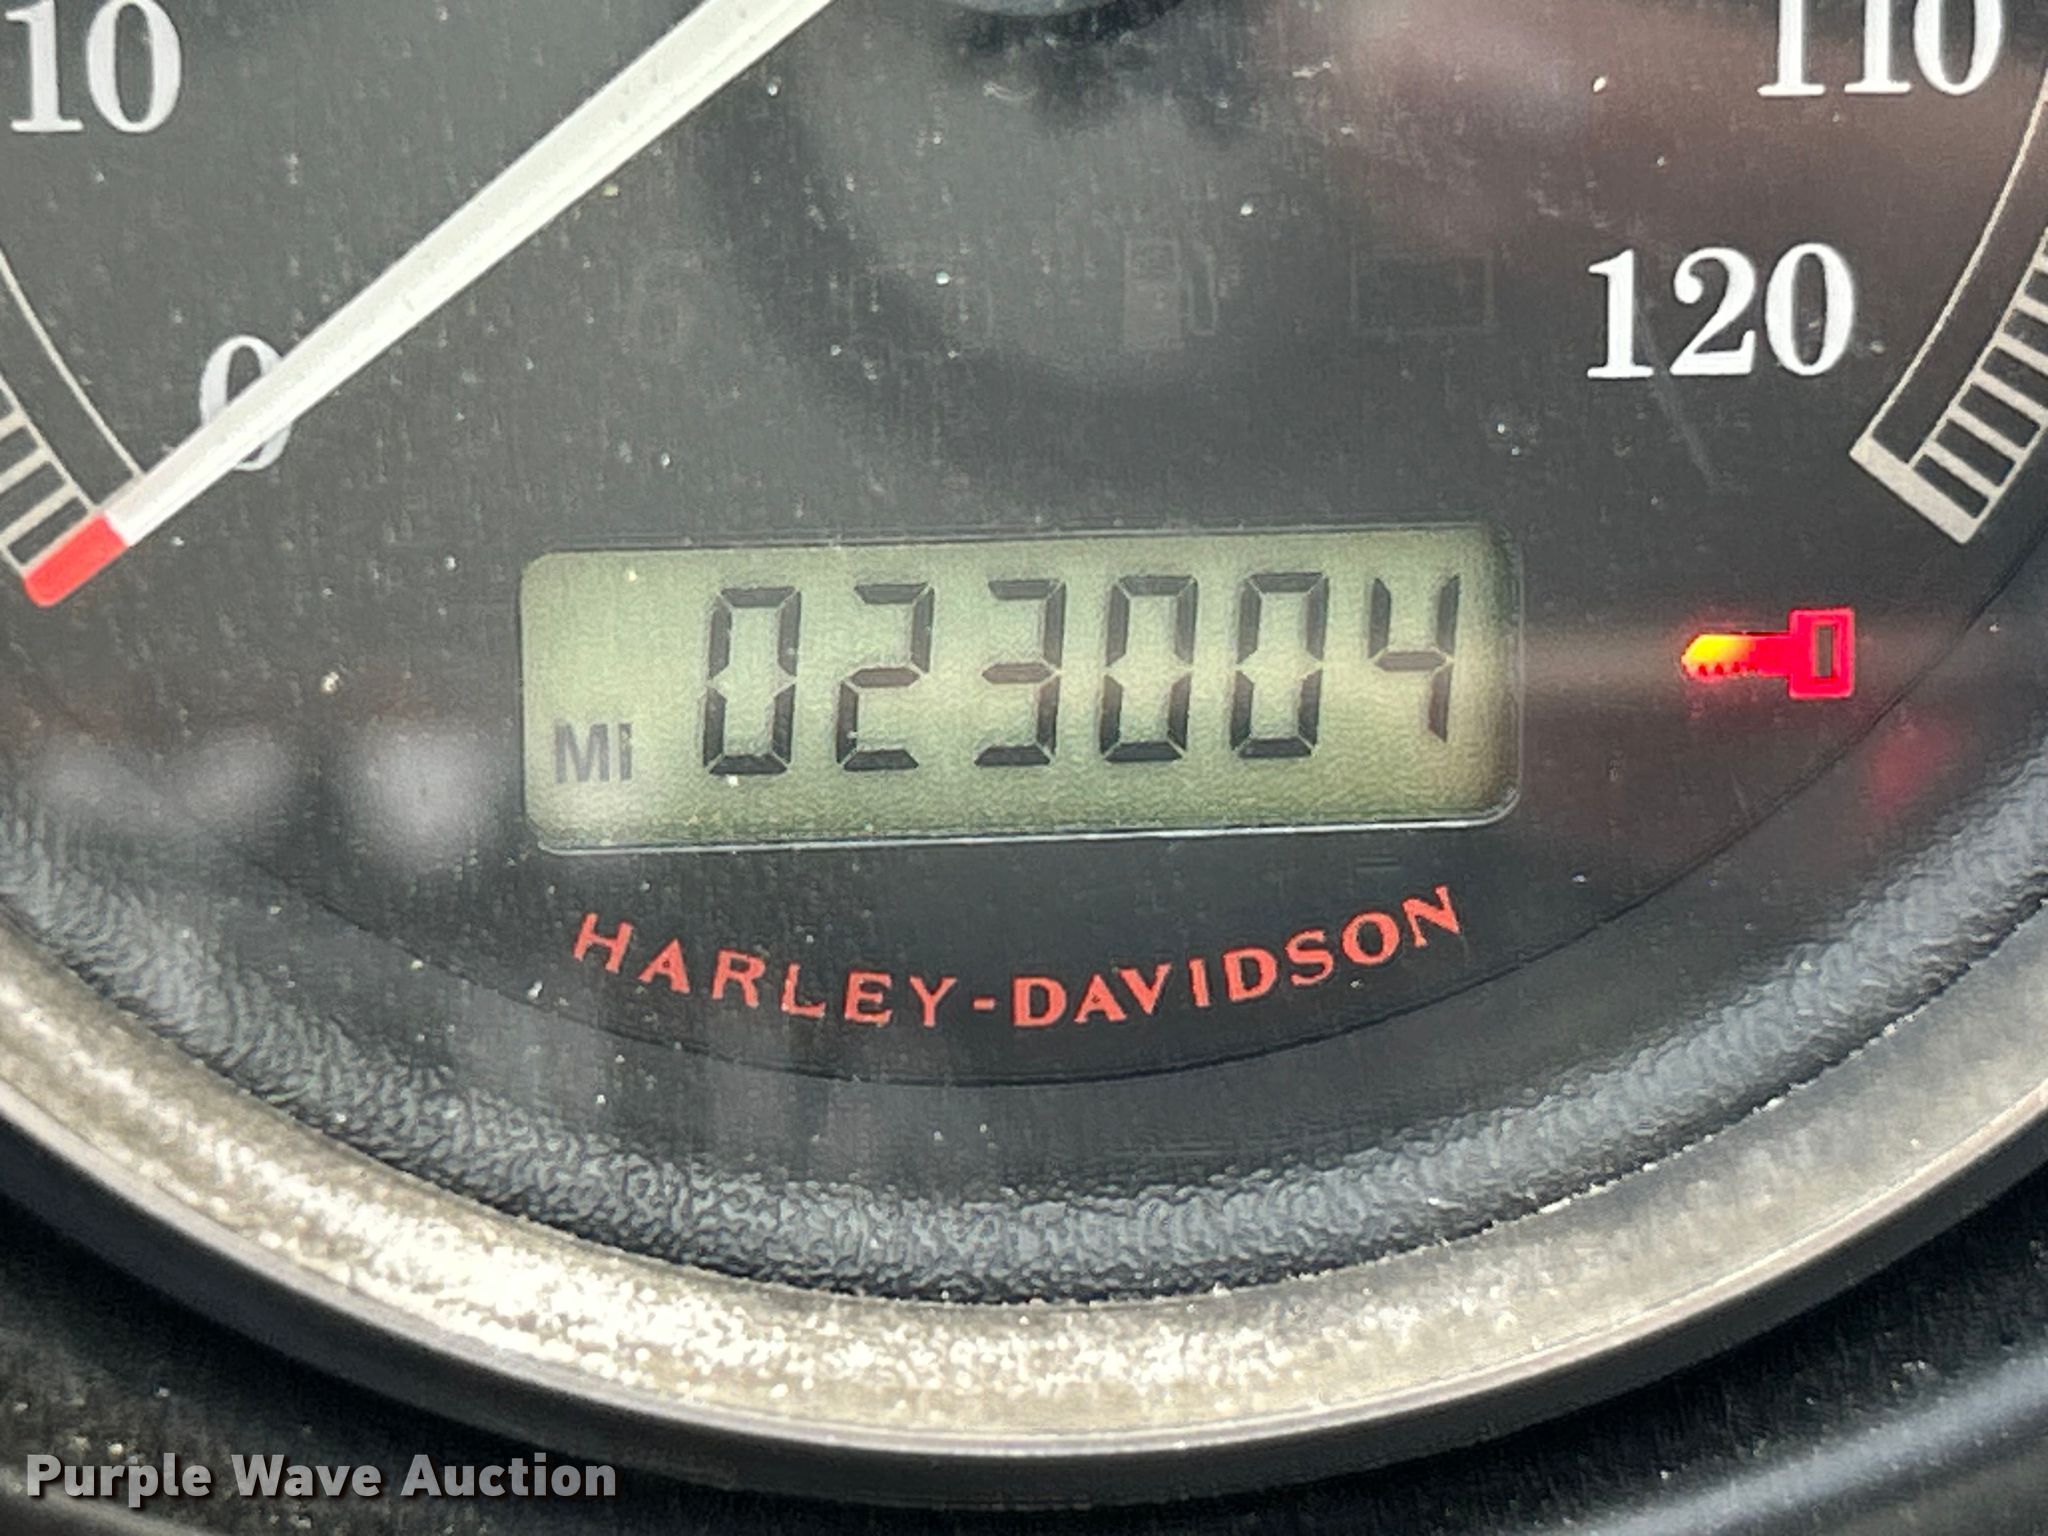 10
110
0
120
MI 023004
HARLEY-DAVIDSON
Purple Wave Auction